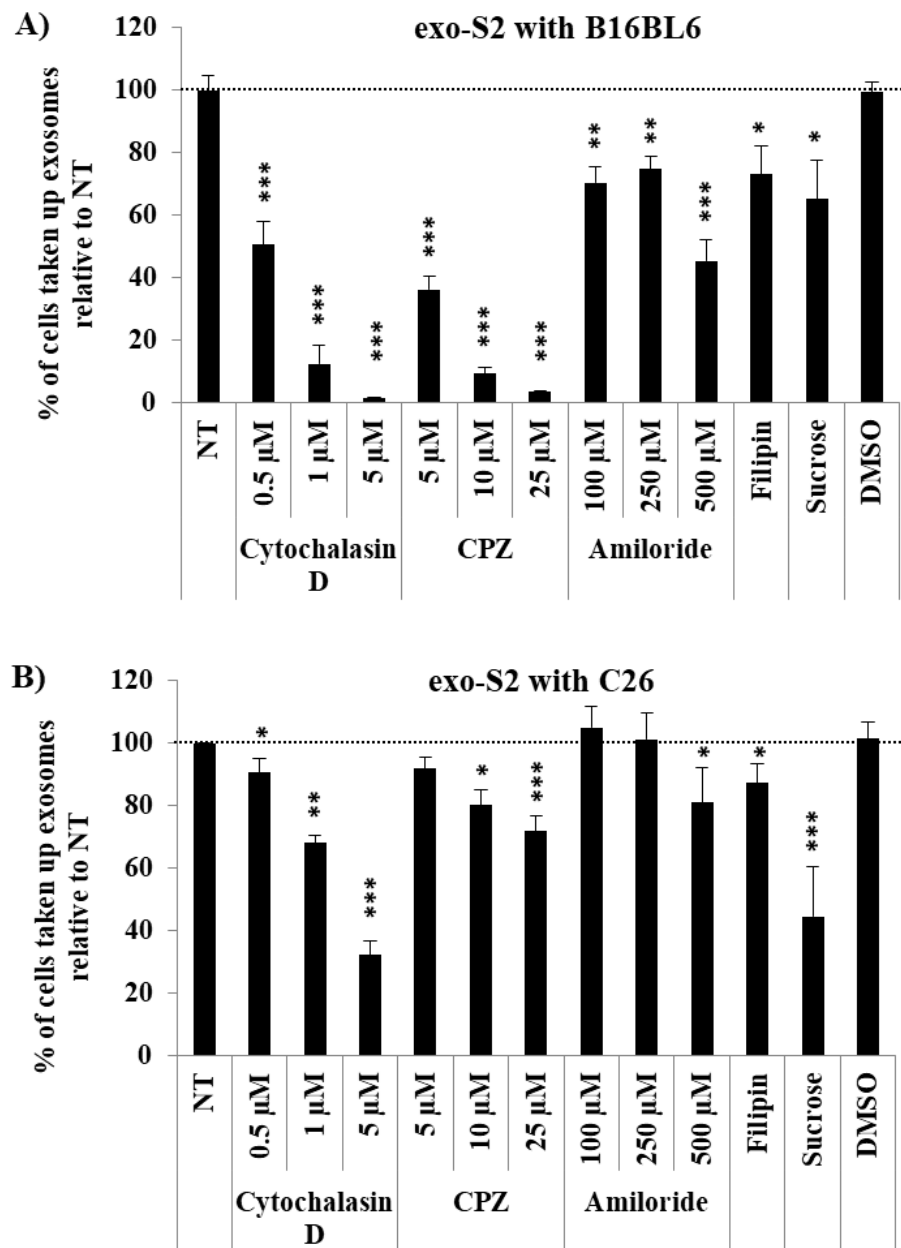 A)
exo-S2 with B16BL6
% of cells taken up exosomes
relative to NT
120
100
80
60
40
20
0
***
***
***
***
***
***
**
**
***
*
*
NT
0.5 µM
1 µM
5 µM
5 µM
10 µM
25 µM
100 µM
250 µM
500 µM
Filipin
Sucrose
DMSO
Cytochalasin
D
CPZ
Amiloride
B)
exo-S2 with C26
% of cells taken up exosomes
relative to NT
120
100
80
60
40
20
0
*
**
***
*
***
*
*
***
NT
0.5 µM
1 µM
5 µM
5 µM
10 µM
25 µM
100 µM
250 µM
500 µM
Filipin
Sucrose
DMSO
Cytochalasin
D
CPZ
Amiloride